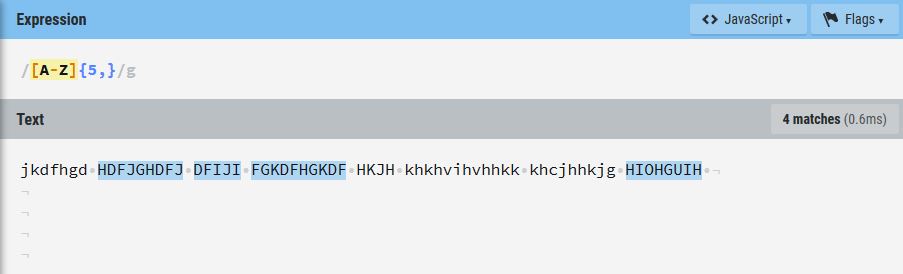 Expression
JavaScript
Flags
/[A-Z]{5,}/g
Text
4 matches (0.6ms)
jkdfhgd HDFJGHDFJ DFIJI FGKDFHGKDF HKJH khkhvihvhhkk khcjhhkjg HIOHGUIH